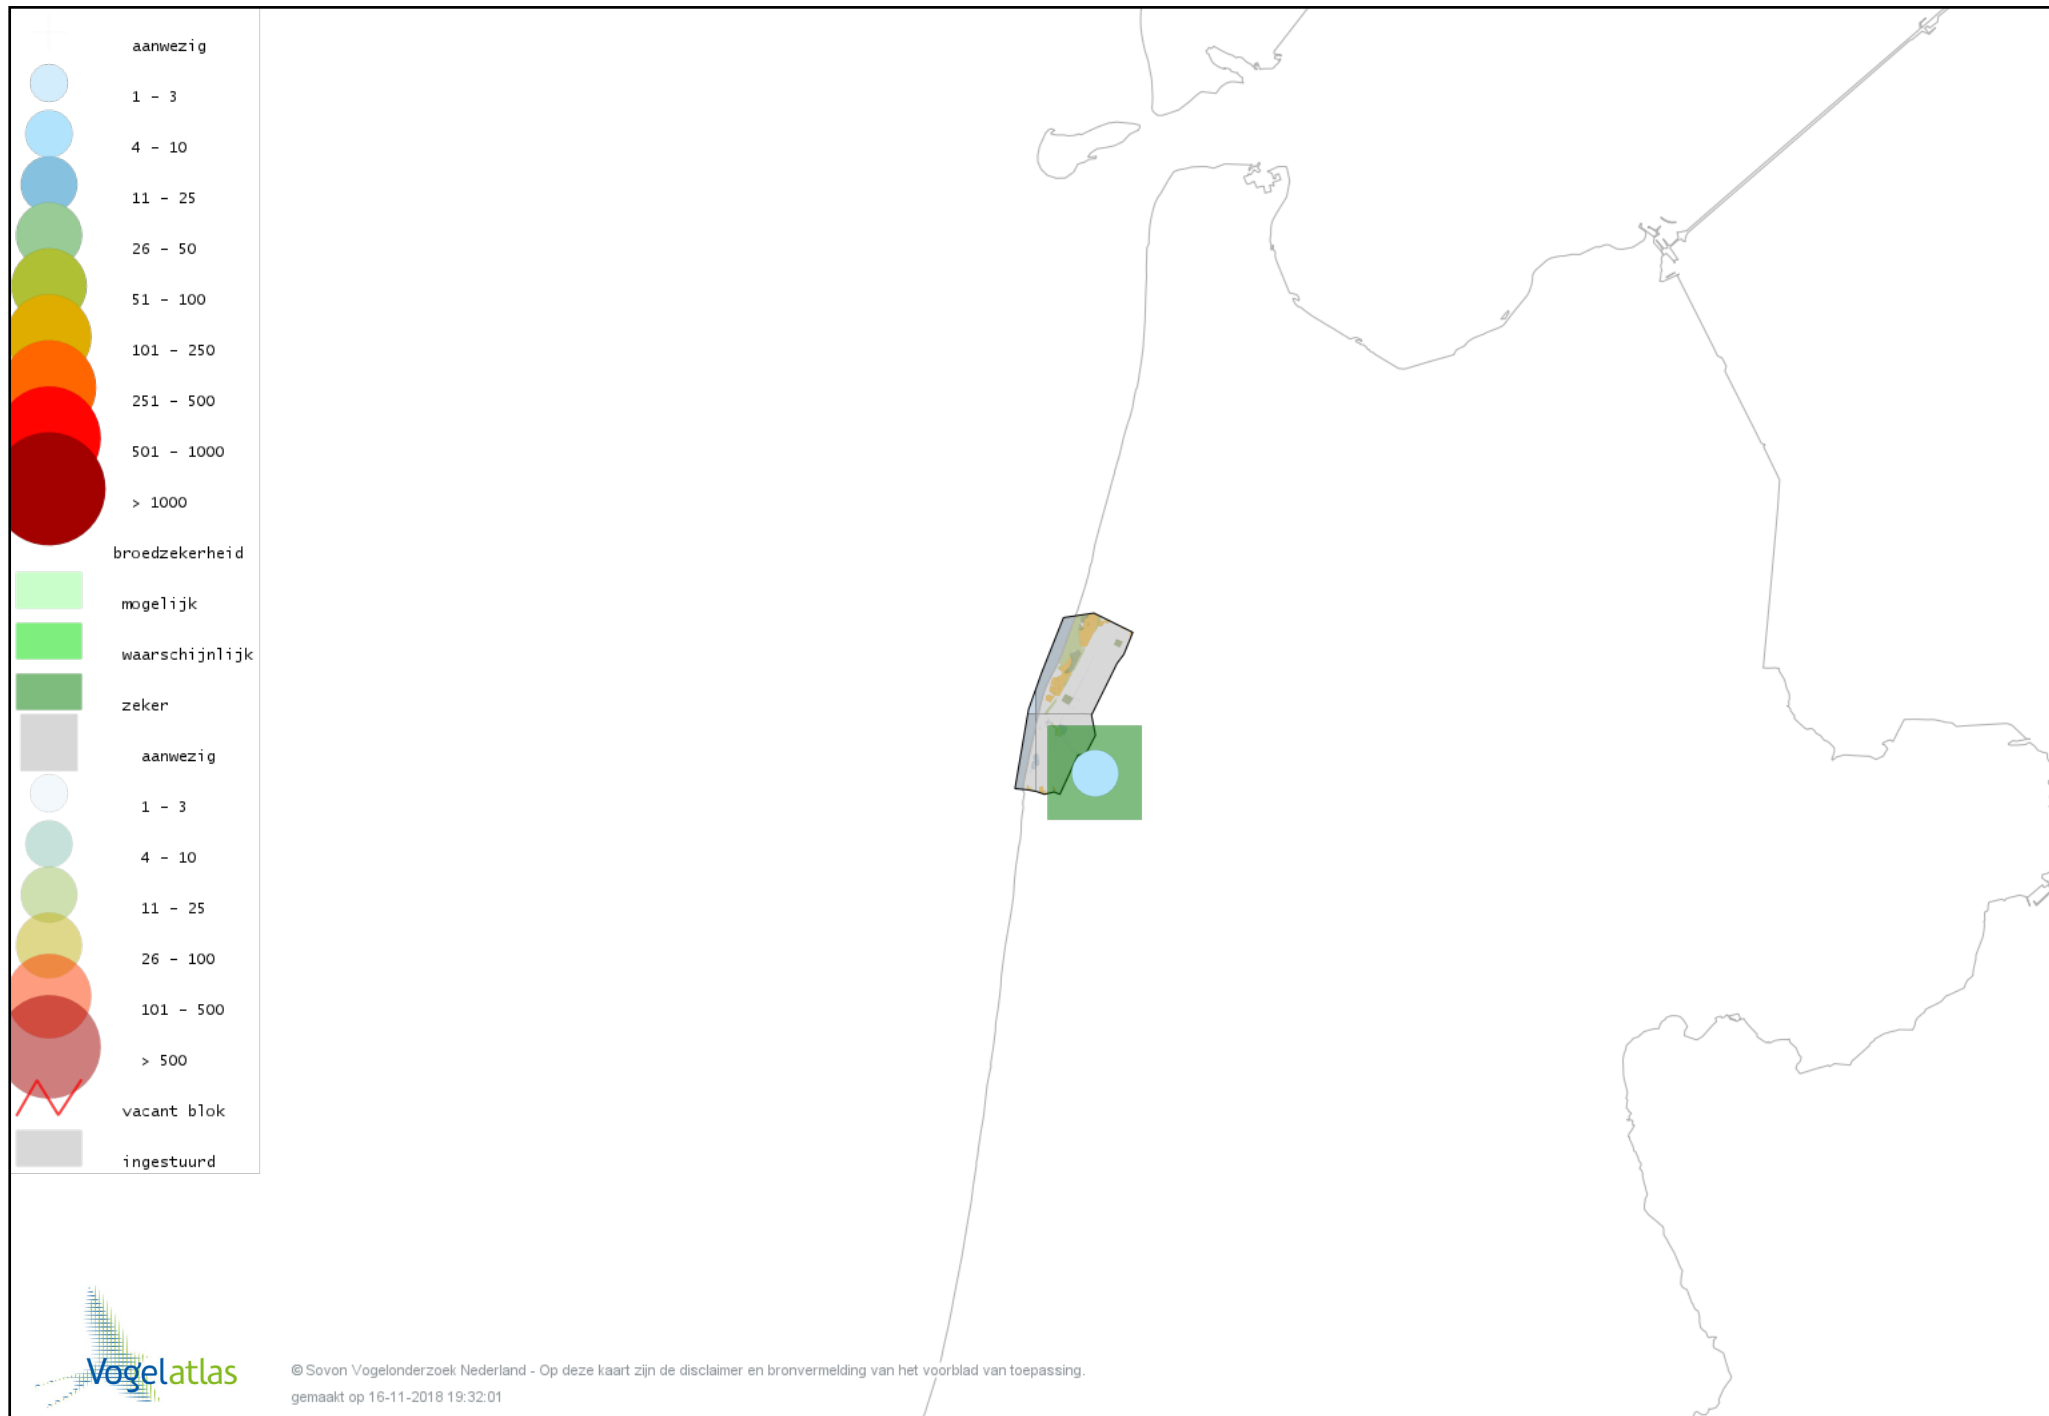 aanwezig
1 - 3
4 - 10
11 - 25
26 - 50
51 - 100
101 - 250
251 - 500
501 - 1000
> 1000
broedzekerheid
mogelijk
waarschijnlijk
zeker
aanwezig
1 - 3
4 - 10
11 - 25
26 - 100
101 - 500
> 500
vacant blok
ingestuurd
Vogelatlas
© Sovon Vogelonderzoek Nederland - Op deze kaart zijn de disclaimer en bronvermelding van het voorblad van toepassing.
gemaakt op 16-11-2018 19:32:01